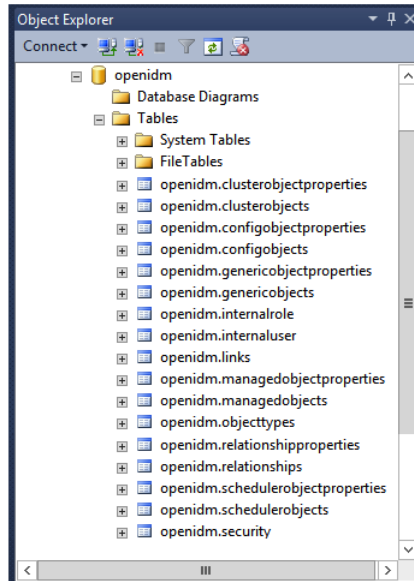 Object Explorer
Connect
openidm
Database Diagrams
Tables
System Tables
FileTables
openidm.clusterobjectproperties
openidm.clusterobjects
openidm.configobjectproperties
openidm.configobjects
openidm.genericobjectproperties
openidm.genericobjects
openidm.internalrole
openidm.internaluser
openidm.links
openidm.managedobjectproperties
openidm.managedobjects
openidm.objecttypes
openidm.relationshipproperties
openidm.relationships
openidm.schedulerobjectproperties
openidm.schedulerobjects
openidm.security